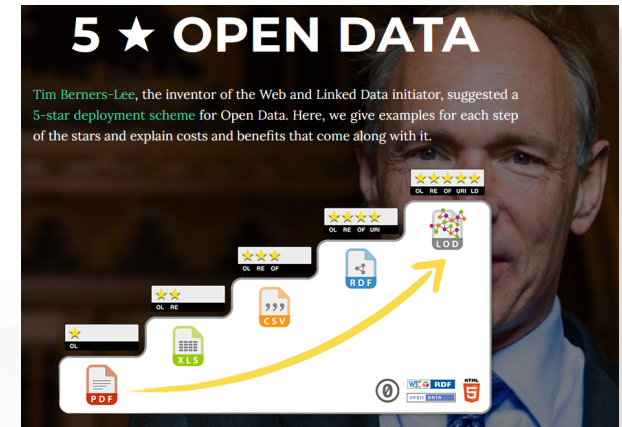 5 ★ OPEN DATA
Tim Berners-Lee, the inventor of the Web and Linked Data initiator, suggested a
5-star deployment scheme for Open Data. Here, we give examples for each step
of the stars and explain costs and benefits that come along with it.
OL RE OF URI LD
LOD
OL RE OF URI
RDF
OL RE OF
CSV
OL RE
XLS
OL
PDF
0
W3C RDF
OPEN DATA
HTML
5